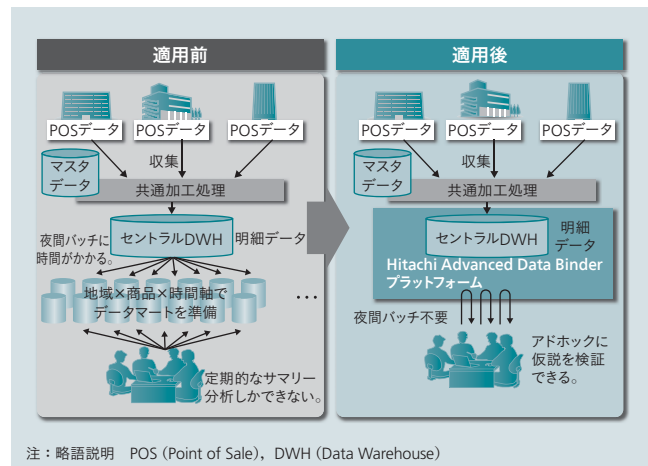 適用前
POSデータ
POSデータ
POSデータ
収集
マスタ
データ
共通加工処理
セントラルDWH
明細データ
夜間バッチに
時間がかかる。
地域×商品×時間軸で
データマートを準備
…
定期的なサマリー
分析しかできない。
適用後
POSデータ
POSデータ
POSデータ
収集
マスタ
データ
共通加工処理
セントラルDWH
明細
データ
Hitachi Advanced Data Binder
プラットフォーム
夜間バッチ不要
アドホックに
仮説を検証
できる。
注：略語説明　POS（Point of Sale），DWH（Data Warehouse）